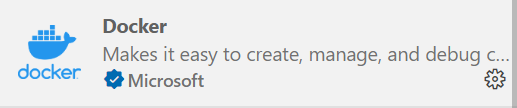 Docker
Makes it easy to create, manage, and debug c...
docker
Microsoft